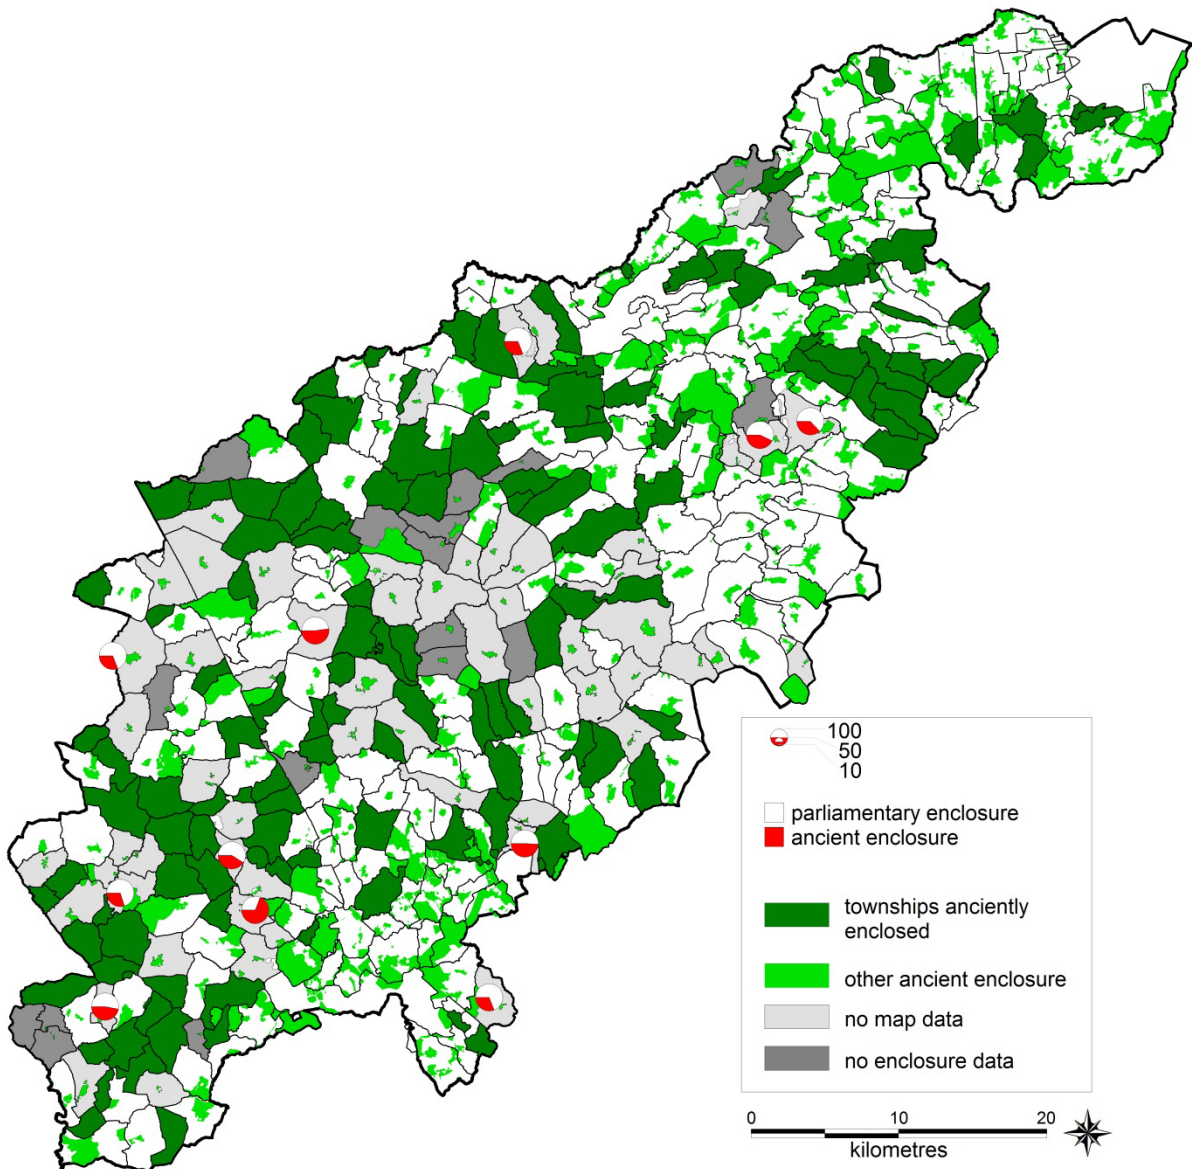 100
50
10
parliamentary enclosure
ancient enclosure
townships anciently
enclosed
other ancient enclosure
no map data
no enclosure data
0 10 20
kilometres